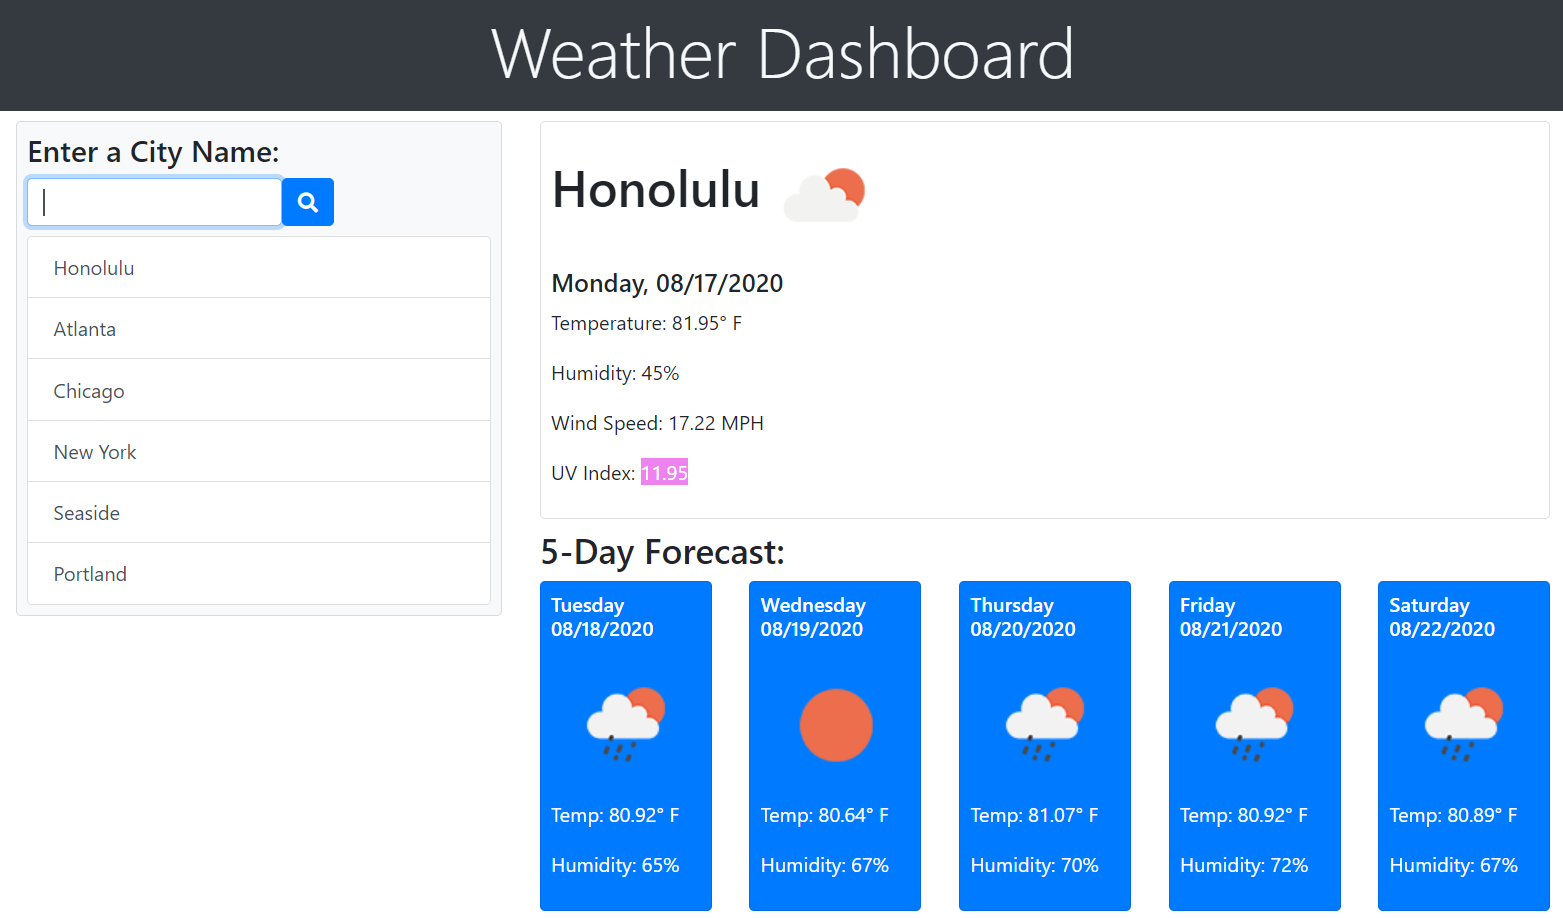 Weather Dashboard
Enter a City Name:
Honolulu
Atlanta
Chicago
New York
Seaside
Portland
Honolulu
Monday, 08/17/2020
Temperature: 81.95° F
Humidity: 45%
Wind Speed: 17.22 MPH
UV Index: 11.95
5-Day Forecast:
Tuesday
08/18/2020
Temp: 80.92° F
Humidity: 65%
Wednesday
08/19/2020
Temp: 80.64° F
Humidity: 67%
Thursday
08/20/2020
Temp: 81.07° F
Humidity: 70%
Friday
08/21/2020
Temp: 80.92° F
Humidity: 72%
Saturday
08/22/2020
Temp: 80.89° F
Humidity: 67%